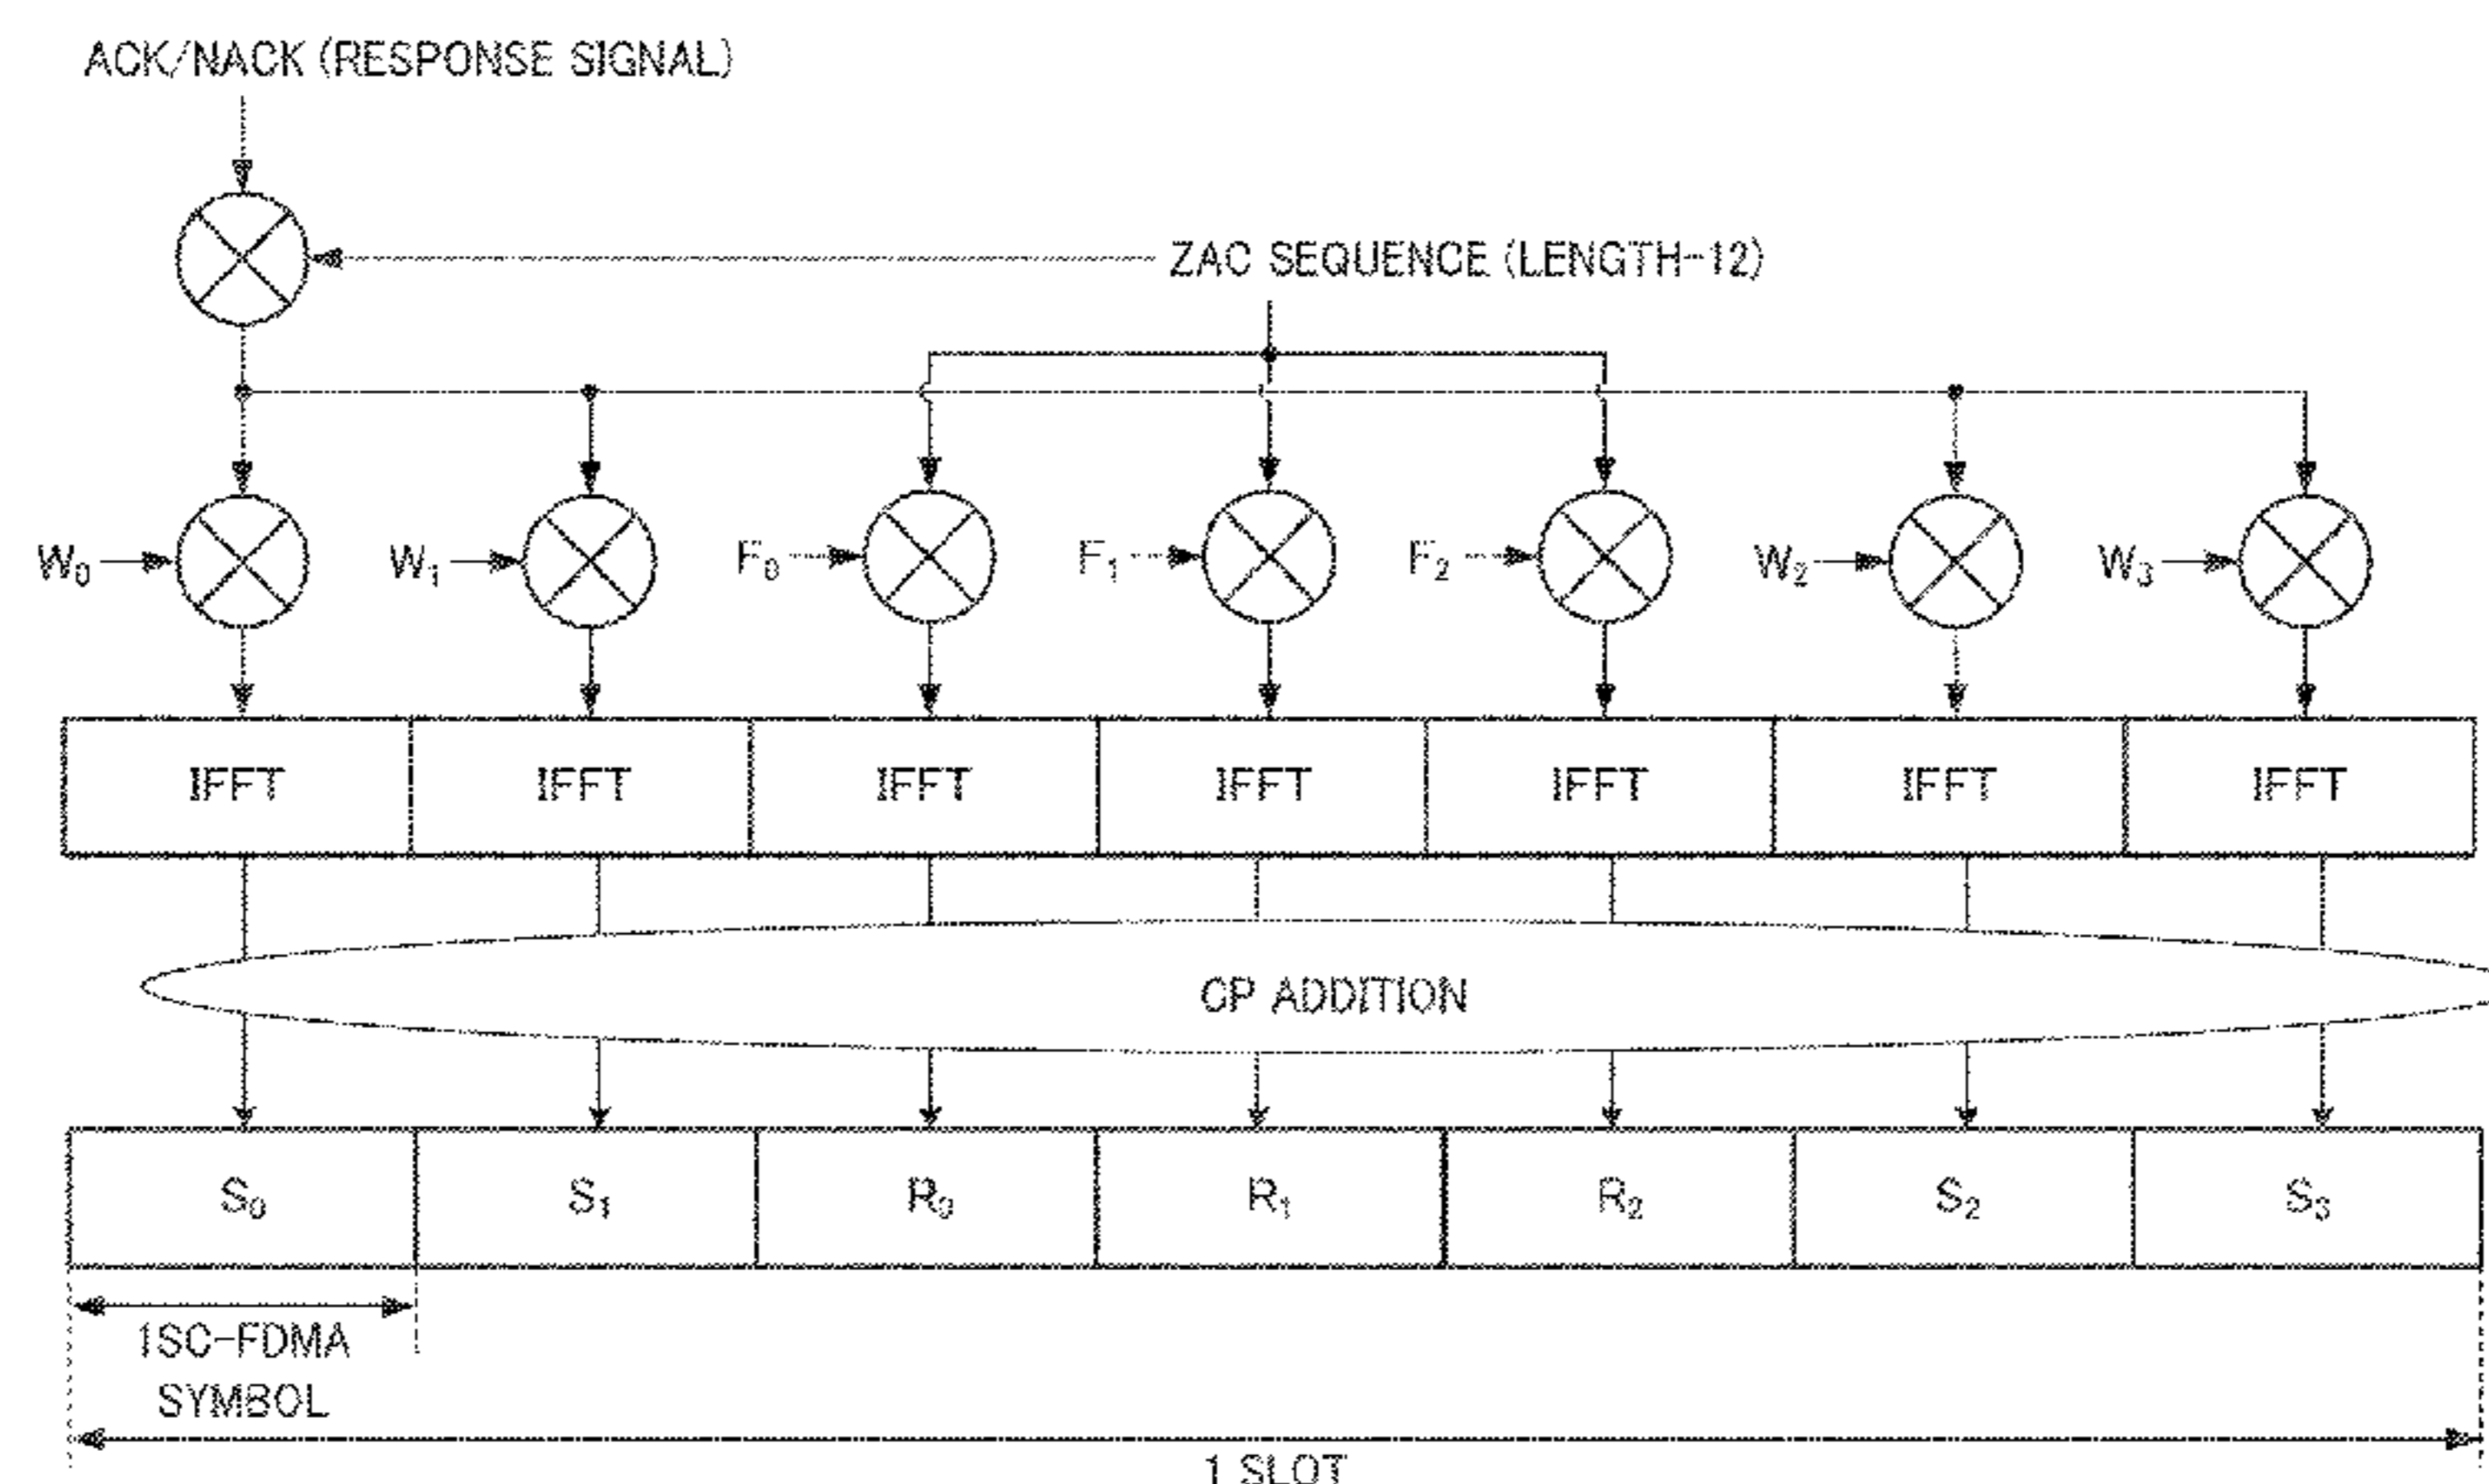 ACK/NACK (RESPONSE SIGNAL)
ZAC SEQUENCE (LENGTH-12)
W₀ W₁ F₀ F₁ F₂ W₂ W₃
IFFT IFFT IFFT IFFT IFFT IFFT IFFT
CP ADDITION
S₀ S₁ R₀ R₁ R₂ S₂ S₃
1SC-FDMA
SYMBOL
1 SLOT